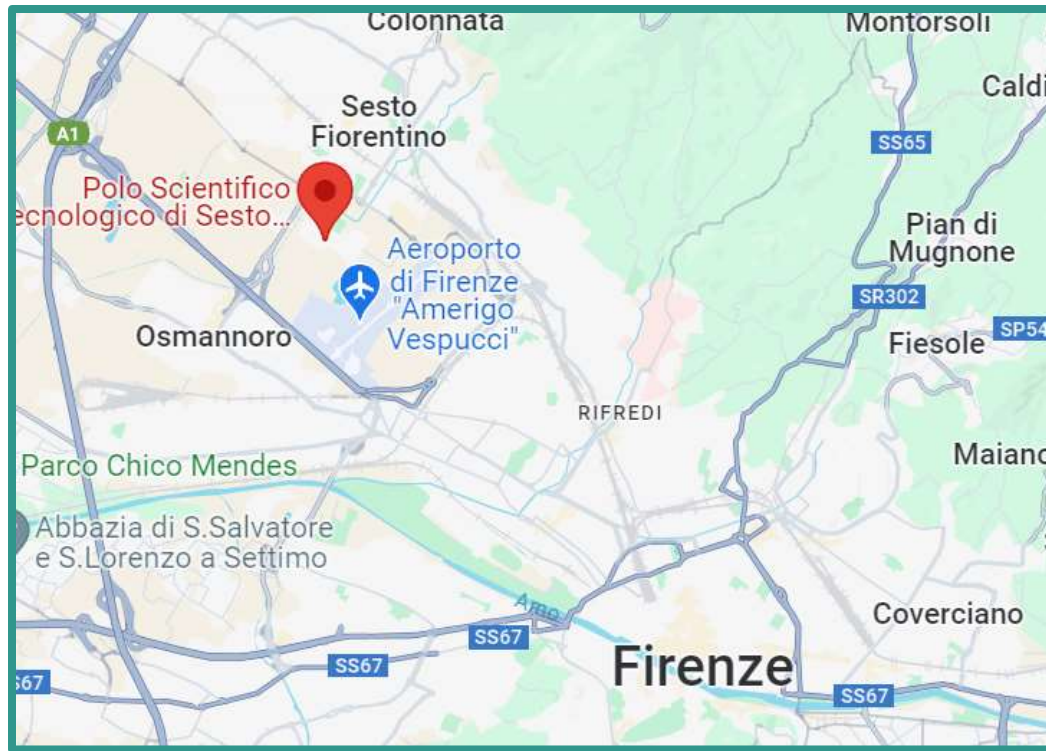 Colonnata
Montorsoli
Caldi
Sesto
Fiorentino
A1
SS65
Polo Scientifico
ecnologico di Sesto...
Pian di
Mugnone
Aeroporto
di Firenze
"Amerigo
Vespucci"
SR302
Osmannoro
Fiesole
SP54
RIFREDI
Parco Chico Mendes
Maiano
Abbazia di S.Salvatore
e S.Lorenzo a Settimo
Arno
Coverciano
SS67
SS67
S67
Firenze
SS67